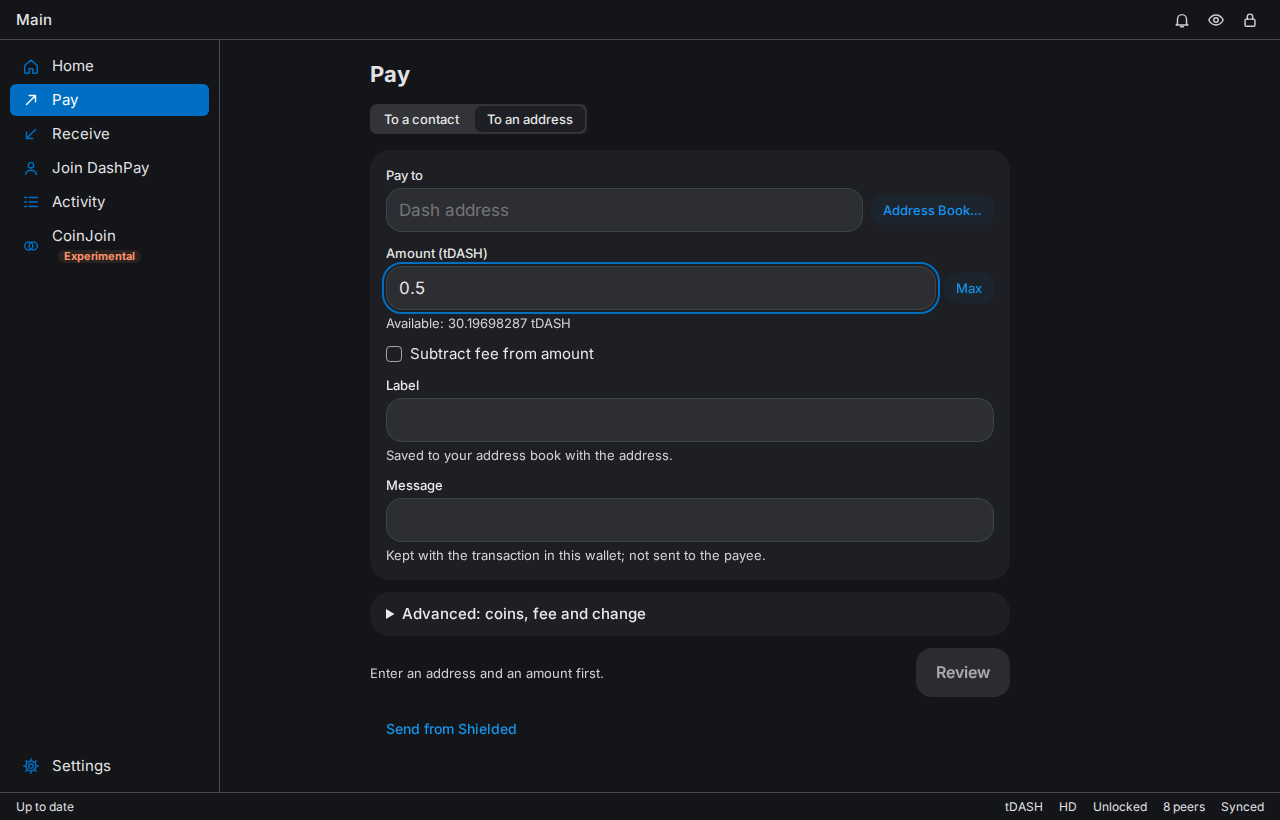 Main
Home
Pay
Receive
Join DashPay
Activity
CoinJoin
Experimental
Settings
Pay
To a contact
To an address
Pay to
Dash address
Address Book...
Amount (tDASH)
0.5
Max
Available: 30.19698287 tDASH
Subtract fee from amount
Label
Saved to your address book with the address.
Message
Kept with the transaction in this wallet; not sent to the payee.
Advanced: coins, fee and change
Enter an address and an amount first.
Review
Send from Shielded
Up to date
tDASH
HD
Unlocked
8 peers
Synced